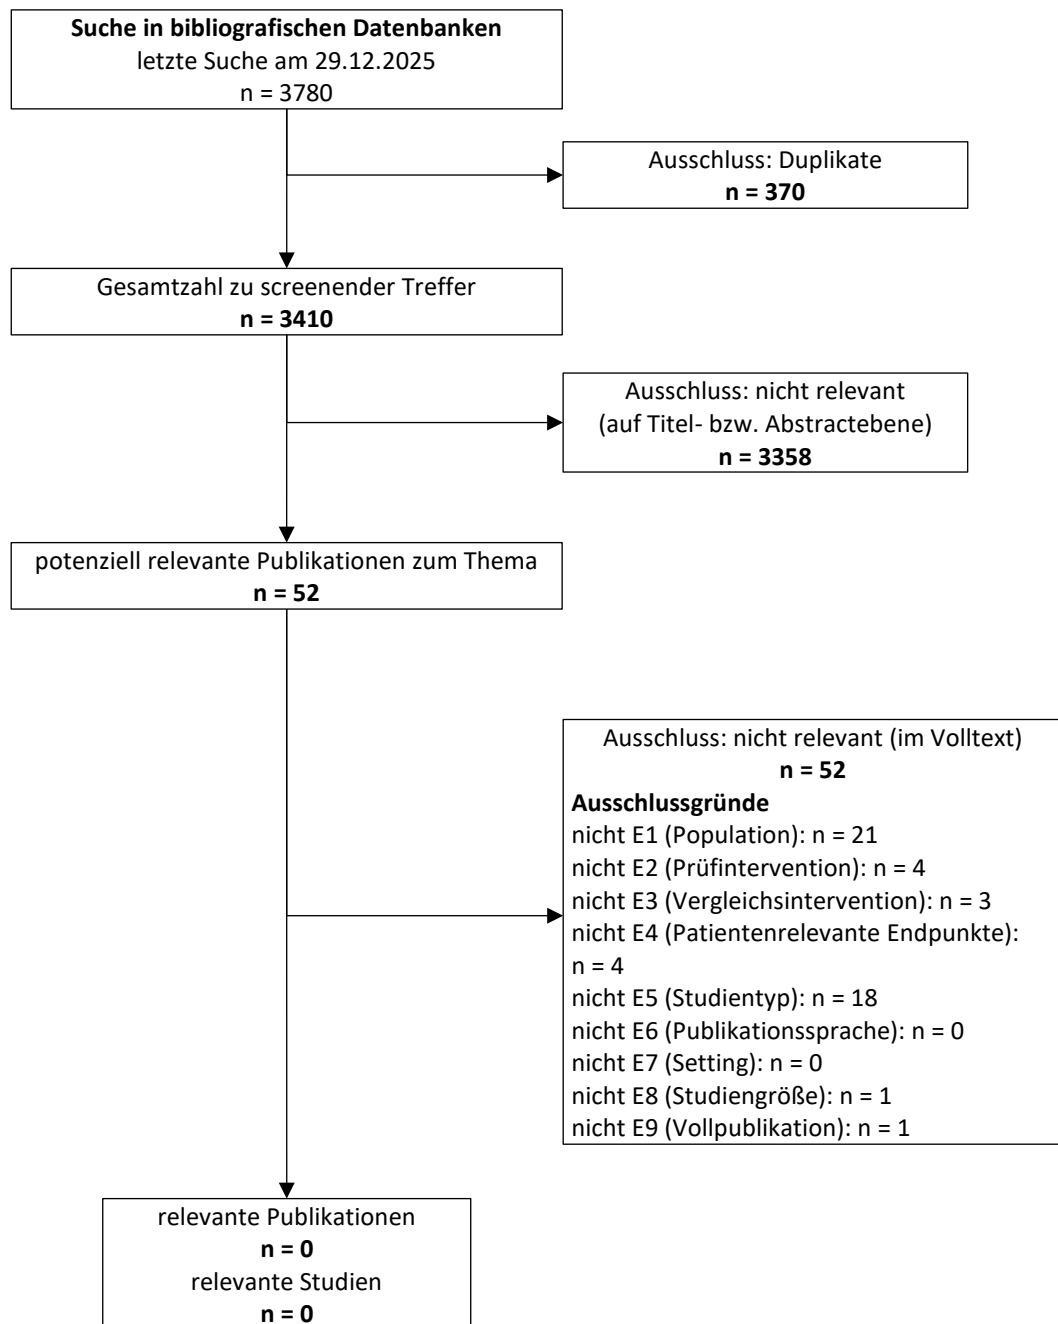 Suche in bibliografischen Datenbanken
letzte Suche am 29.12.2025
n = 3780
Ausschluss: Duplikate
n = 370
Gesamtzahl zu screenender Treffer
n = 3410
Ausschluss: nicht relevant
(auf Titel- bzw. Abstractebene)
n = 3358
potenziell relevante Publikationen zum Thema
n = 52
Ausschluss: nicht relevant (im Volltext)
n = 52
Ausschlussgründe
nicht E1 (Population): n = 21
nicht E2 (Prüfintervention): n = 4
nicht E3 (Vergleichsintervention): n = 3
nicht E4 (Patientenrelevante Endpunkte):
n = 4
nicht E5 (Studientyp): n = 18
nicht E6 (Publikationssprache): n = 0
nicht E7 (Setting): n = 0
nicht E8 (Studiengröße): n = 1
nicht E9 (Vollpublikation): n = 1
relevante Publikationen
n = 0
relevante Studien
n = 0